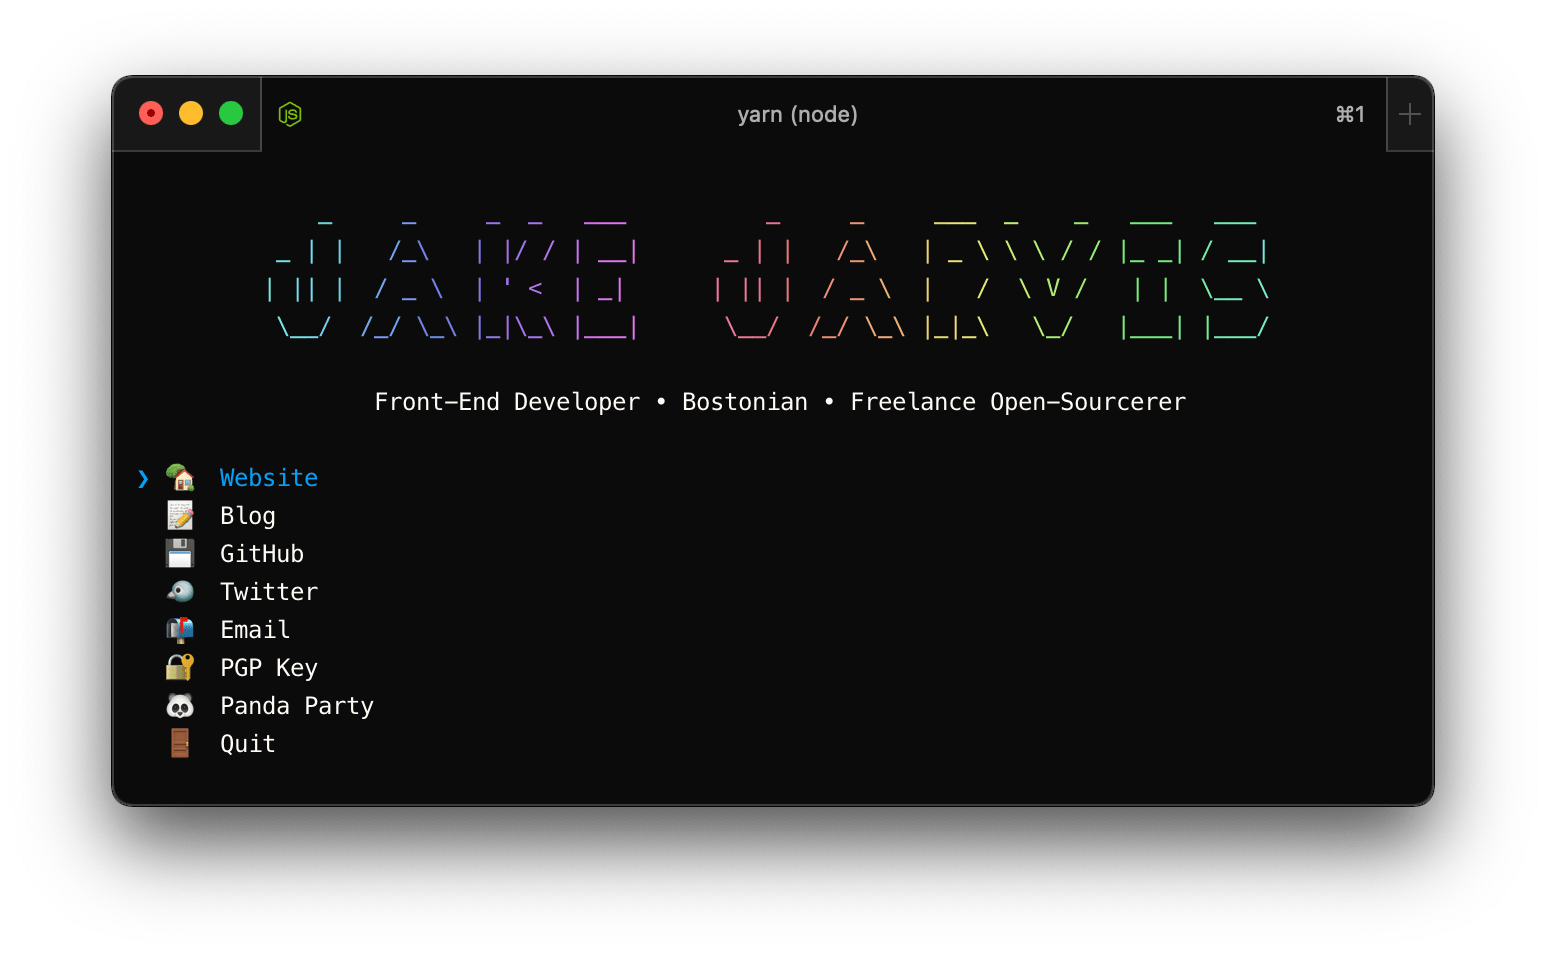 JS
yarn (node)
⌘1
JAKE JARVIS
Front-End Developer • Bostonian • Freelance Open-Sourcerer
❯ Website
Blog
GitHub
Twitter
Email
PGP Key
Panda Party
Quit